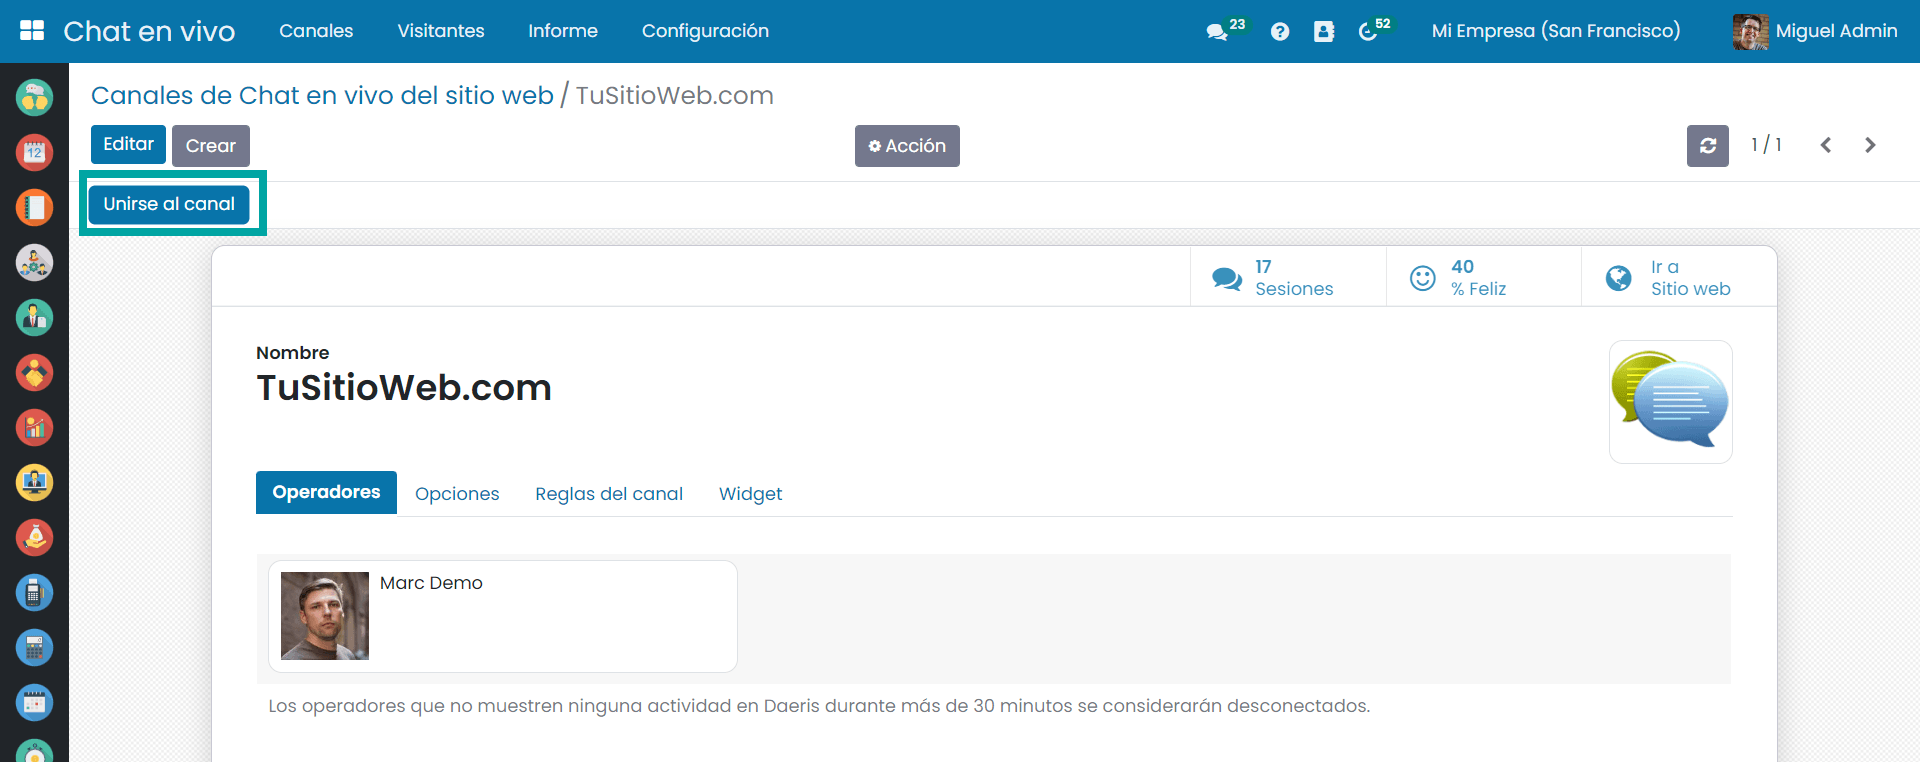 Chat en vivo Canales Visitantes Informe Configuración 23 52 Mi Empresa (San Francisco) Miguel Admin
Canales de Chat en vivo del sitio web / TuSitioWeb.com
Editar Crear Acción 1 / 1
Unirse al canal
17 Sesiones
40 % Feliz
Ir a Sitio web
Nombre
TuSitioWeb.com
Operadores Opciones Reglas del canal Widget
Marc Demo
Los operadores que no muestren ninguna actividad en Daeris durante más de 30 minutos se considerarán desconectados.
12